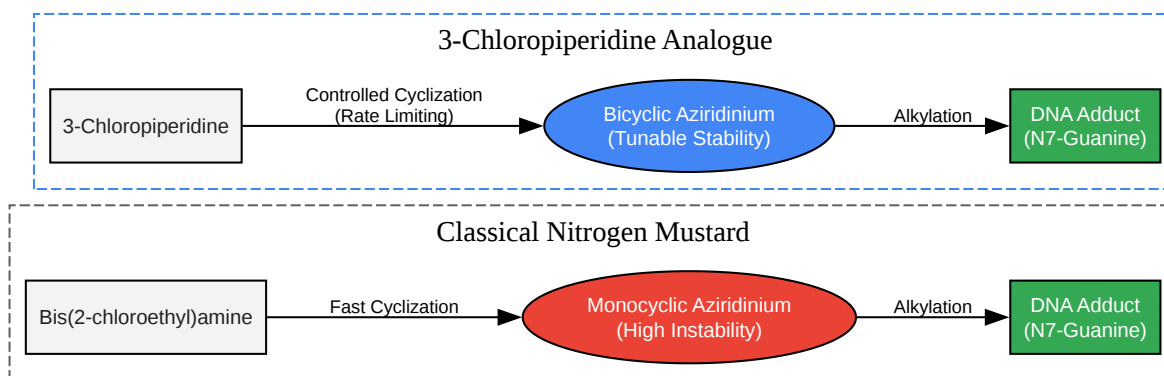 3-Chloropiperidine Analogue
3-Chloropiperidine
Controlled Cyclization
(Rate Limiting)
Bicyclic Aziridinium
(Tunable Stability)
Alkylation
DNA Adduct
(N7-Guanine)
Classical Nitrogen Mustard
Bis(2-chloroethyl)amine
Fast Cyclization
Monocyclic Aziridinium
(High Instability)
Alkylation
DNA Adduct
(N7-Guanine)